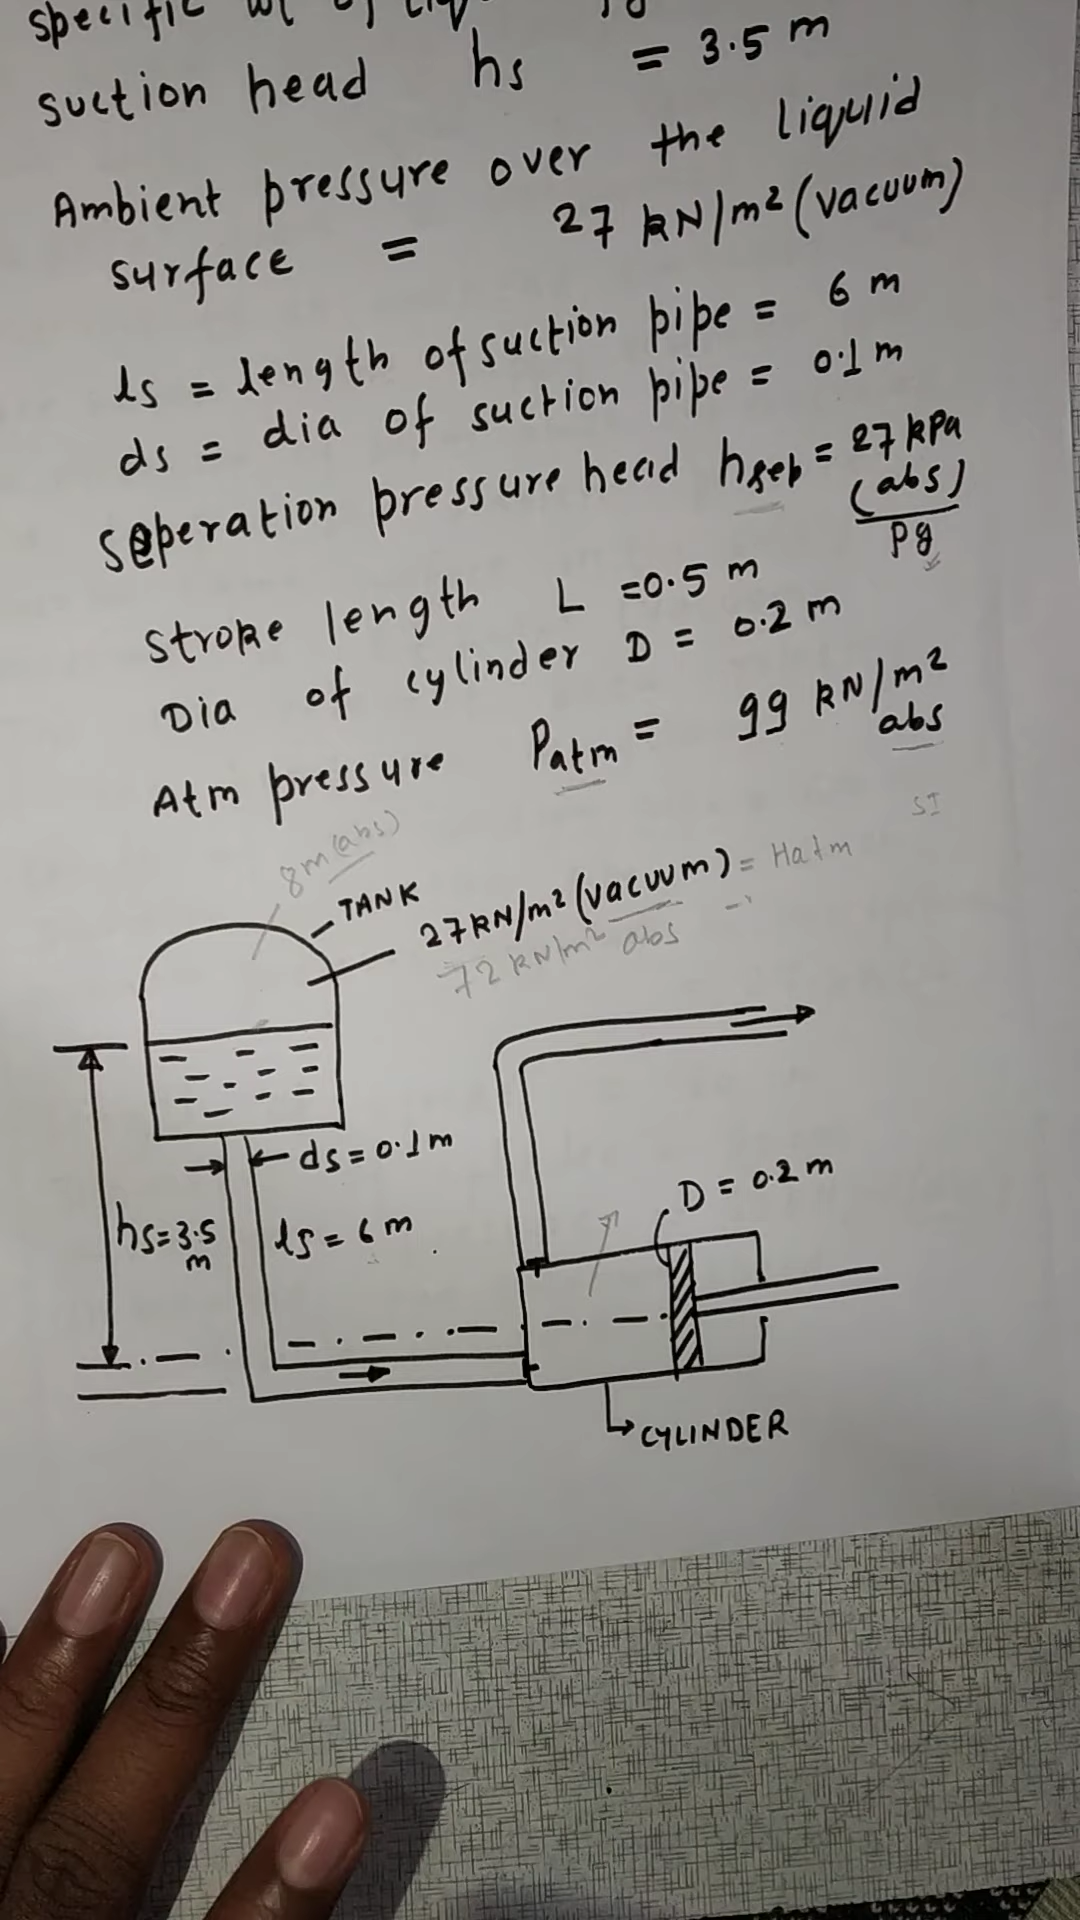 specific wt of
suction head hs = 3.5 m
Ambient pressure over the liquid
surface = 27 kN/m² (vacuum)
ls = length of suction pipe = 6 m
ds = dia of suction pipe = 0.1 m
seperation pressure head hsep = 27 kPa
(abs)
ρg
stroke length L = 0.5 m
Dia of cylinder D = 0.2 m
Atm pressure Patm = 99 kN/m²
abs
SI
8m (abs)
TANK
27 kN/m² (vacuum) = Hatm
72 kN/m² abs
ds = 0.1 m
hs = 3.5
m
ls = 6 m
D = 0.2 m
CYLINDER